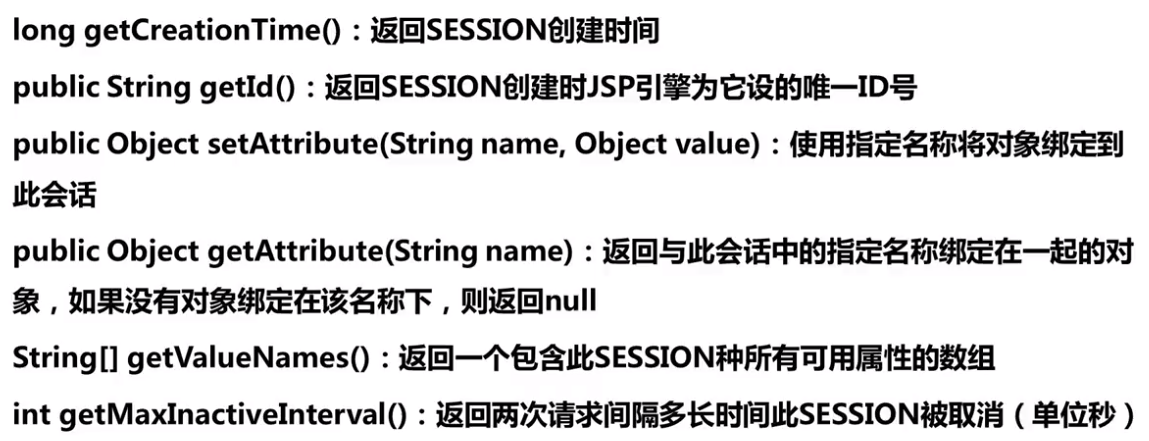 long getCreationTime()：返回SESSION创建时间
public String getId()：返回SESSION创建时JSP引擎为它设的唯一ID号
public Object setAttribute(String name, Object value)：使用指定名称将对象绑定到
此会话
public Object getAttribute(String name)：返回与此会话中的指定名称绑定在一起的对
象，如果没有对象绑定在该名称下，则返回null
String[] getValueNames()：返回一个包含此SESSION种所有可用属性的数组
int getMaxInactiveInterval()：返回两次请求间隔多长时间此SESSION被取消（单位秒）